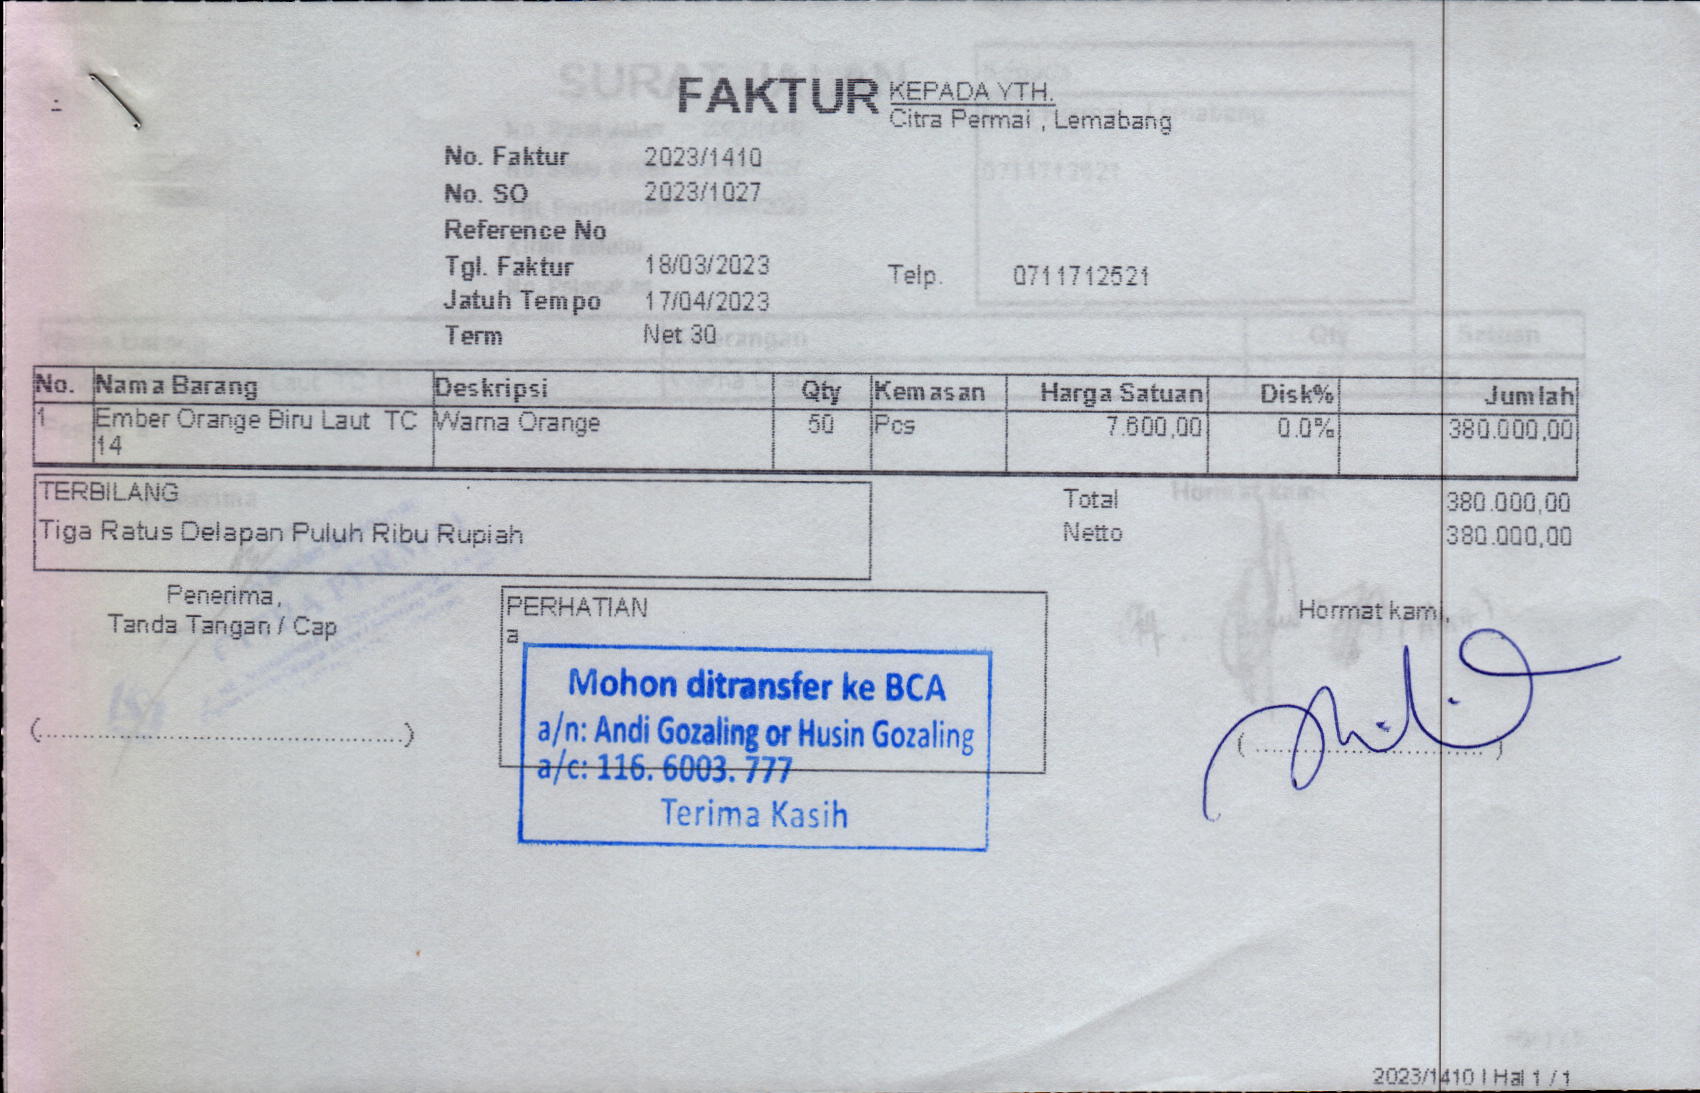 FAKTUR
KEPADA YTH.
Citra Permai , Lemabang
No. Faktur 2023/1410
No. SO 2023/1027
Reference No
Tgl. Faktur 18/03/2023
Telp. 0711712521
Jatuh Tempo 17/04/2023
Term Net 30
No. Nama Barang Deskripsi Qty Kemasan Harga Satuan Disk% Jumlah
1 Ember Orange Biru Laut TC 14 Warna Orange 50 Pcs 7.600,00 0.0% 380.000,00
TERBILANG
Tiga Ratus Delapan Puluh Ribu Rupiah
Total 380.000,00
Netto 380.000,00
Penerima,
Tanda Tangan / Cap
(....................................................)
PERHATIAN
a
Mohon ditransfer ke BCA
a/n: Andi Gozaling or Husin Gozaling
a/c: 116. 6003. 777
Terima Kasih
Hormat kami,
(....................................)
2023/1410 | Hal 1 / 1